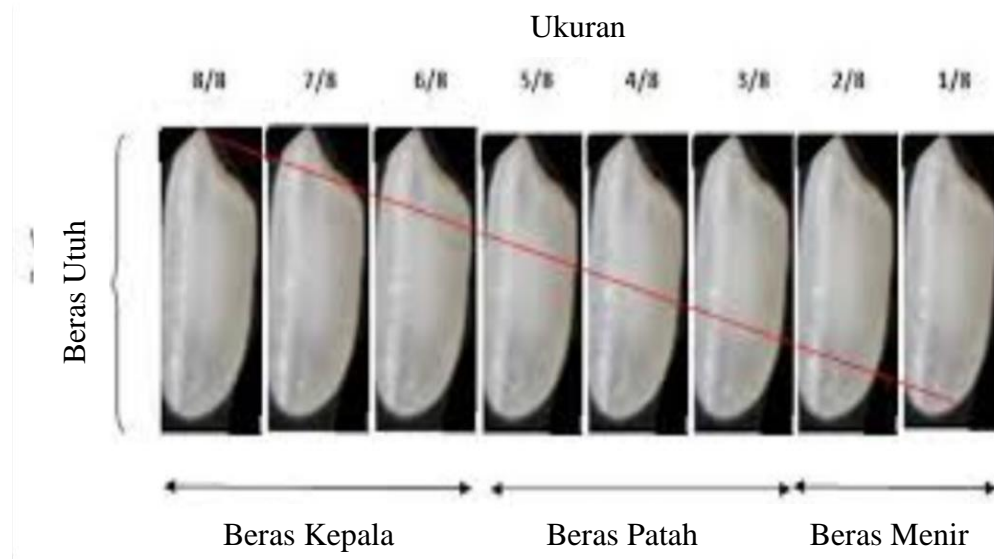 Ukuran
8/8 7/8 6/8 5/8 4/8 3/8 2/8 1/8
Beras Utuh
Beras Kepala Beras Patah Beras Menir